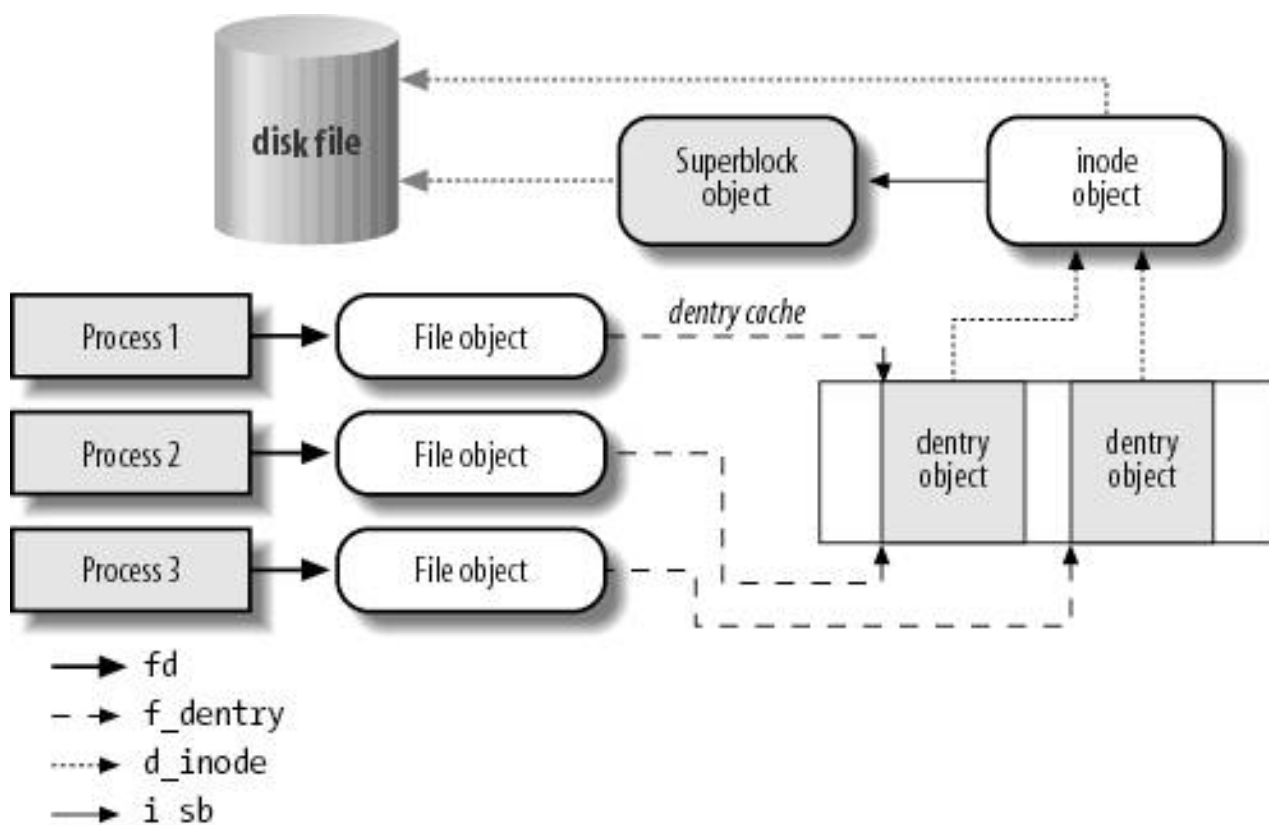 disk file
Superblock
object
inode
object
Process 1
File object
dentry cache
Process 2
File object
dentry
object
dentry
object
Process 3
File object
fd
f_dentry
d_inode
i sb